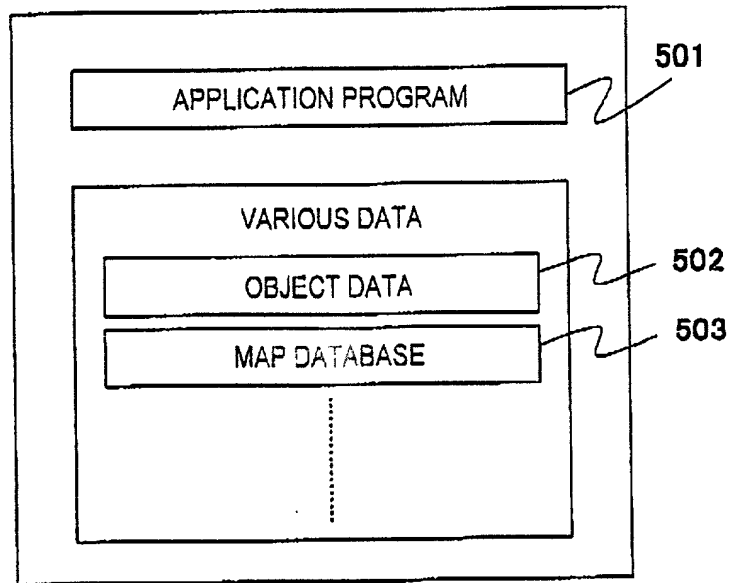 501
APPLICATION PROGRAM
VARIOUS DATA
502
OBJECT DATA
503
MAP DATABASE